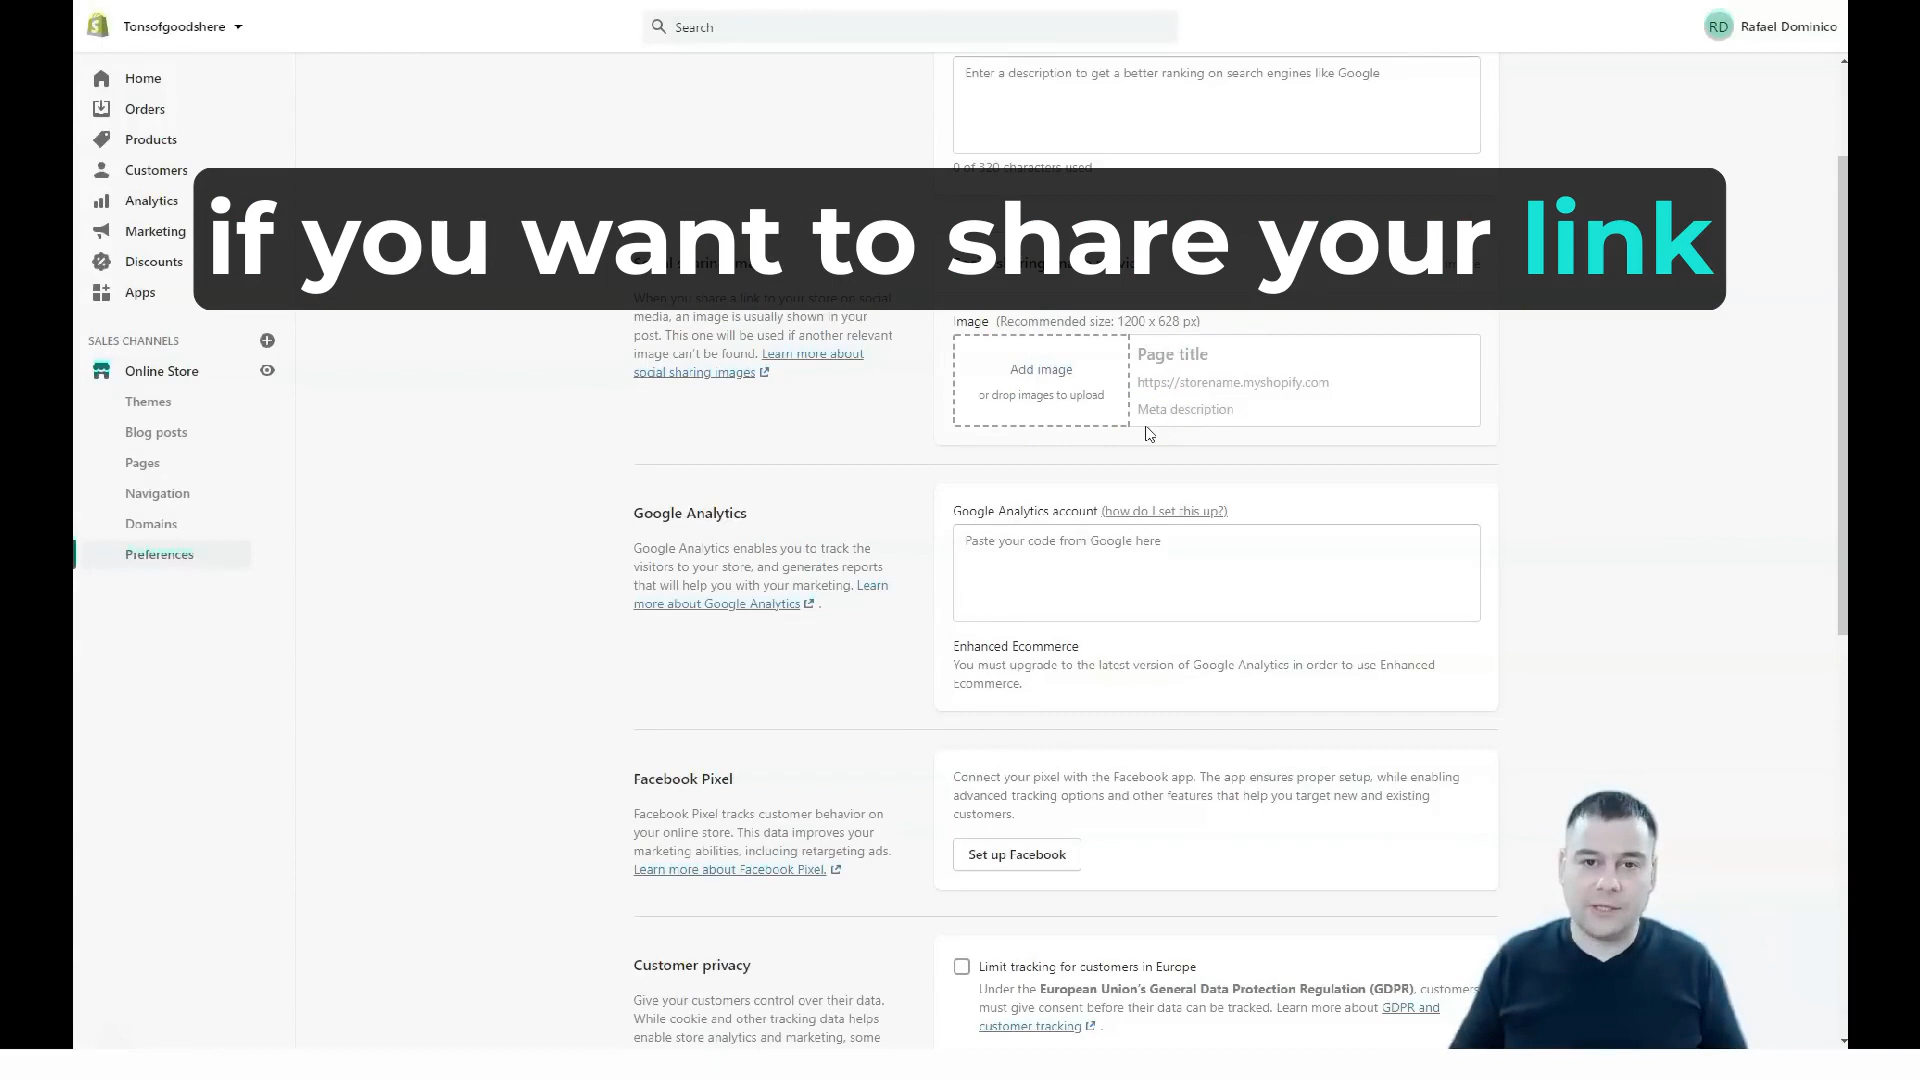 Tonsofgoodshere
Search
RD Rafael Dominico
Home
Orders
Products
Customers
Analytics
Marketing
Discounts
Apps
SALES CHANNELS
Online Store
Themes
Blog posts
Pages
Navigation
Domains
Preferences
Enter a description to get a better ranking on search engines like Google
0 of 320 characters used
if you want to share your link
When you share a link to your store on social
media, an image is usually shown in your
post. This one will be used if another relevant
image can't be found. Learn more about
social sharing images
Image (Recommended size: 1200 x 628 px)
Add image
or drop images to upload
Page title
https://storename.myshopify.com
Meta description
Google Analytics
Google Analytics enables you to track the
visitors to your store, and generates reports
that will help you with your marketing. Learn
more about Google Analytics .
Google Analytics account (how do I set this up?)
Paste your code from Google here
Enhanced Ecommerce
You must upgrade to the latest version of Google Analytics in order to use Enhanced
Ecommerce.
Facebook Pixel
Facebook Pixel tracks customer behavior on
your online store. This data improves your
marketing abilities, including retargeting ads.
Learn more about Facebook Pixel.
Connect your pixel with the Facebook app. The app ensures proper setup, while enabling
advanced tracking options and other features that help you target new and existing
customers.
Set up Facebook
Customer privacy
Give your customers control over their data.
While cookie and other tracking data helps
enable store analytics and marketing, some
Limit tracking for customers in Europe
Under the European Union's General Data Protection Regulation (GDPR), customers
must give consent before their data can be tracked. Learn more about GDPR and
customer tracking .